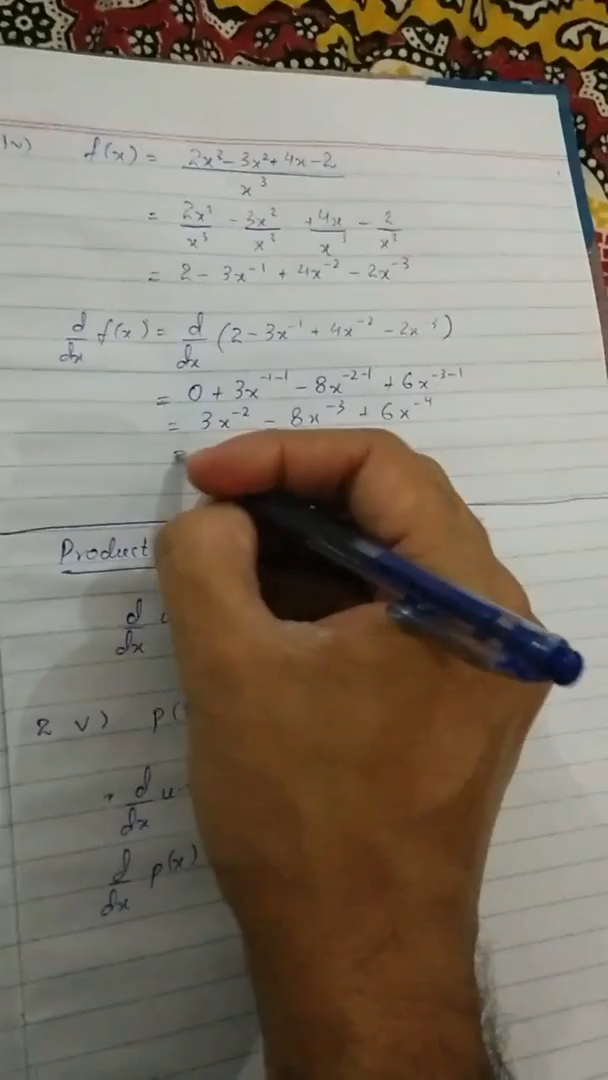 iv) f(x) = (2x³ - 3x² + 4x - 2) / x³
= 2x³/x³ - 3x²/x³ + 4x/x³ - 2/x³
= 2 - 3x⁻¹ + 4x⁻² - 2x⁻³
d/dx f(x) = d/dx (2 - 3x⁻¹ + 4x⁻² - 2x⁻³)
= 0 + 3x⁻¹⁻¹ - 8x⁻²⁻¹ + 6x⁻³⁻¹
= 3x⁻² - 8x⁻³ + 6x⁻⁴
=
Product
d/dx
2 v) p(
d/dx u.
d/dx p(x)